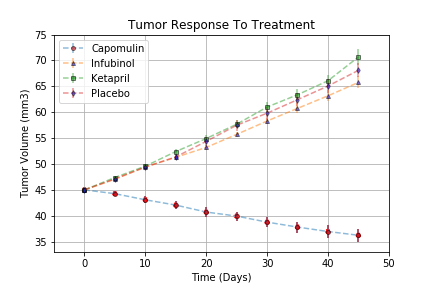 Tumor Response To Treatment
Tumor Volume (mm3)
75
70
65
60
55
50
45
40
35
Capomulin
Infubinol
Ketapril
Placebo
0 10 20 30 40 50
Time (Days)